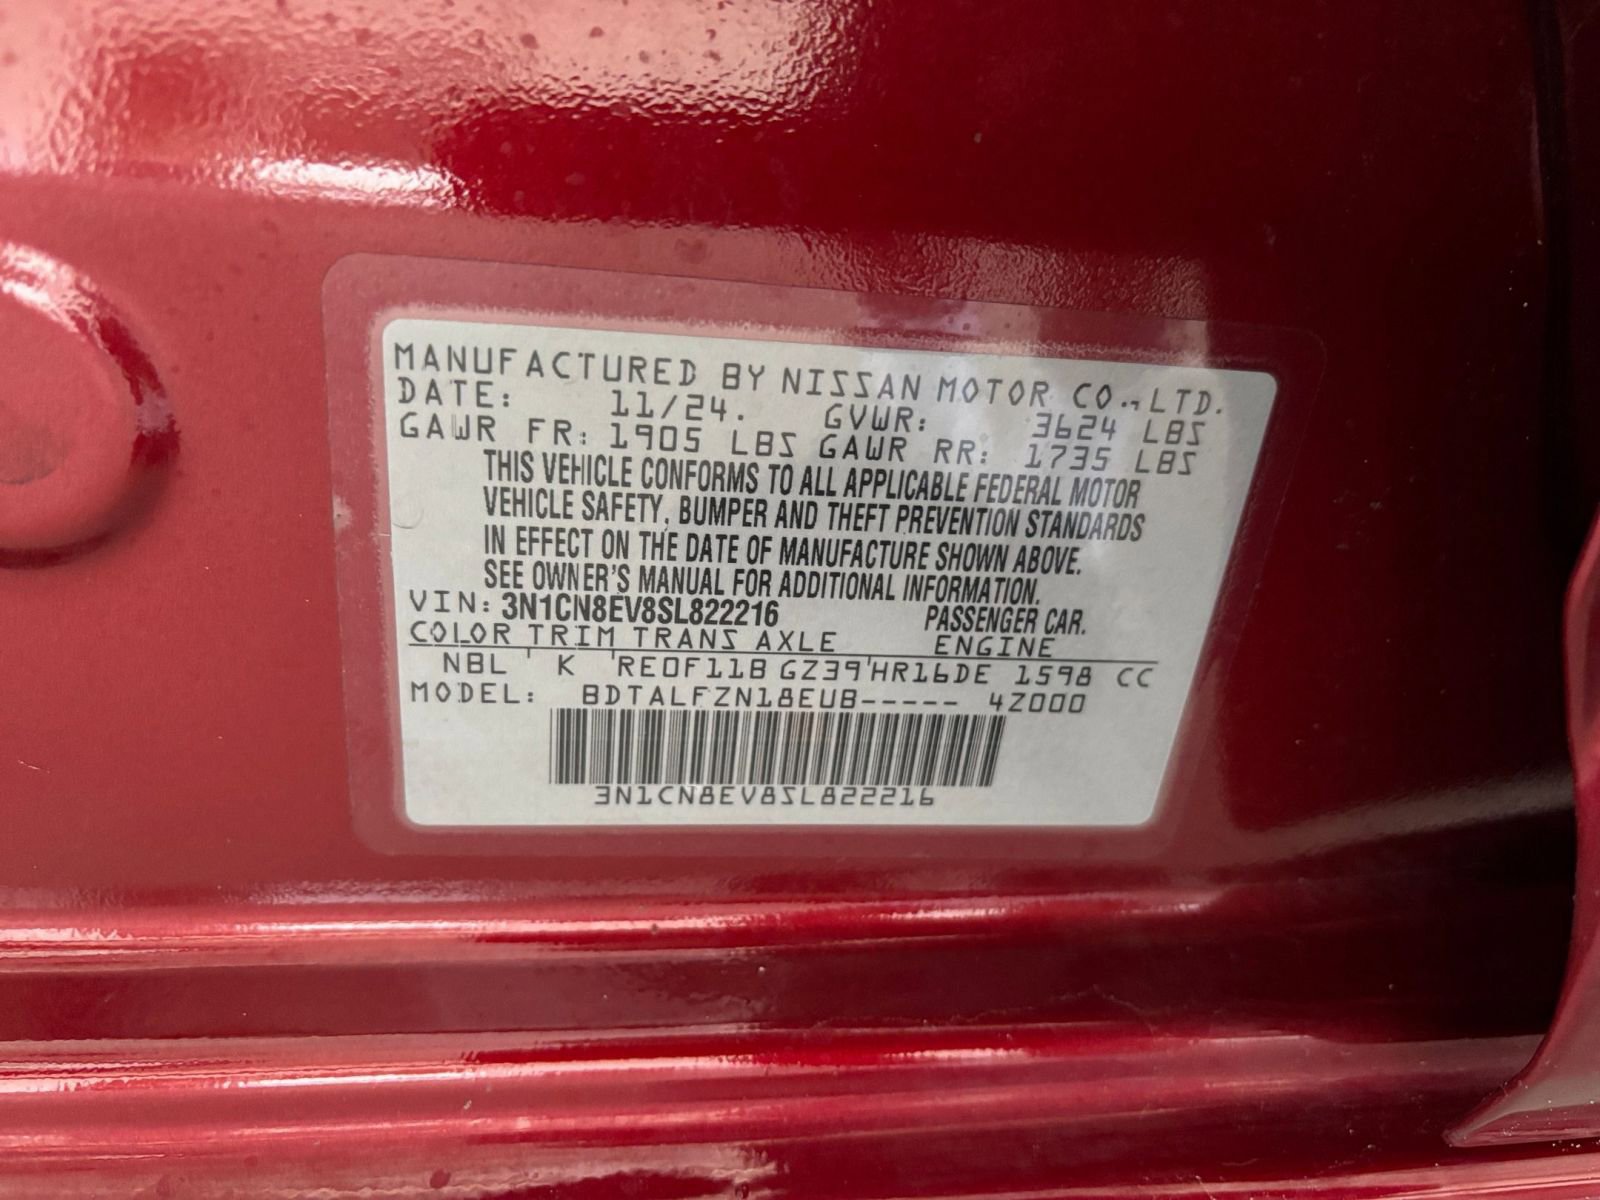 MANUFACTURED BY NISSAN MOTOR CO., LTD.
DATE: 11/24. GVWR: 3624 LBS
GAWR FR: 1905 LBS GAWR RR: 1735 LBS
THIS VEHICLE CONFORMS TO ALL APPLICABLE FEDERAL MOTOR
VEHICLE SAFETY, BUMPER AND THEFT PREVENTION STANDARDS
IN EFFECT ON THE DATE OF MANUFACTURE SHOWN ABOVE.
SEE OWNER'S MANUAL FOR ADDITIONAL INFORMATION.
VIN: 3N1CN8EV8SL822216 PASSENGER CAR.
COLOR TRIM TRANS AXLE ENGINE
NBL K RE0F11B GZ39 HR16DE 1598 CC
MODEL: BDTALFZN18EUB----- 4Z000
3N1CN8EV8SL822216